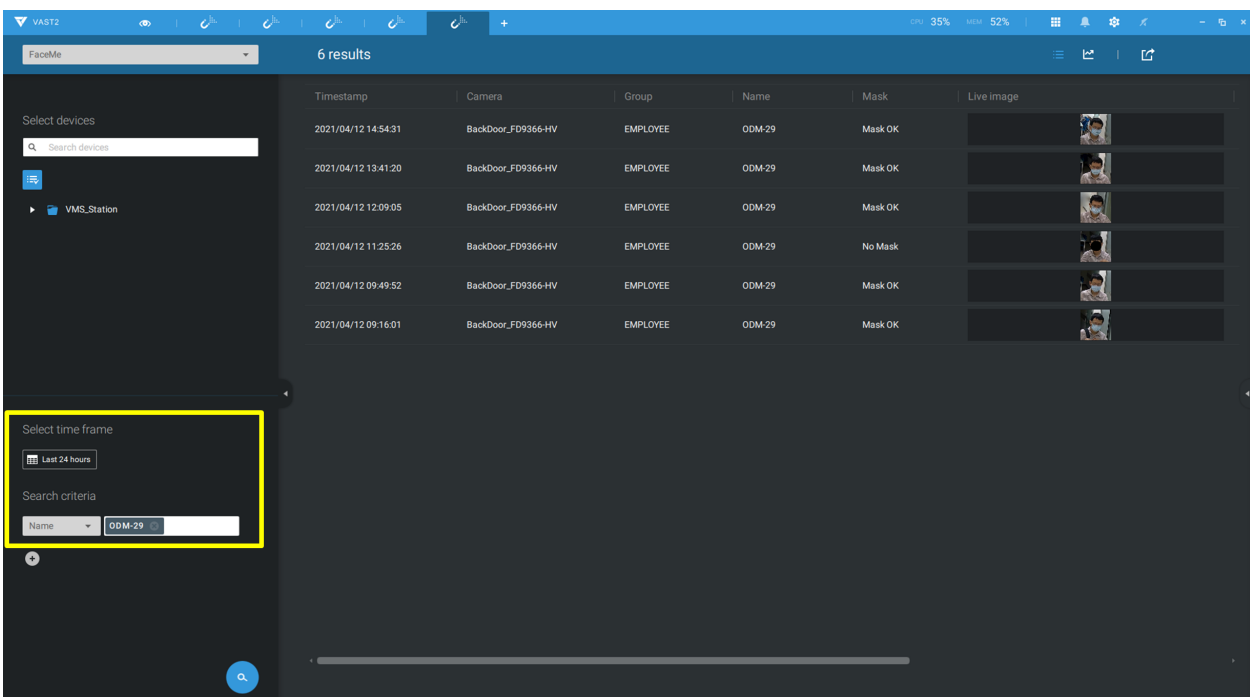 VAST2
CPU 35% MEM 52%
FaceMe
6 results
Select devices
Search devices
VMS_Station
Timestamp Camera Group Name Mask Live image
2021/04/12 14:54:31 BackDoor_FD9366-HV EMPLOYEE ODM-29 Mask OK
2021/04/12 13:41:20 BackDoor_FD9366-HV EMPLOYEE ODM-29 Mask OK
2021/04/12 12:09:05 BackDoor_FD9366-HV EMPLOYEE ODM-29 Mask OK
2021/04/12 11:25:26 BackDoor_FD9366-HV EMPLOYEE ODM-29 No Mask
2021/04/12 09:49:52 BackDoor_FD9366-HV EMPLOYEE ODM-29 Mask OK
2021/04/12 09:16:01 BackDoor_FD9366-HV EMPLOYEE ODM-29 Mask OK
Select time frame
Last 24 hours
Search criteria
Name ODM-29